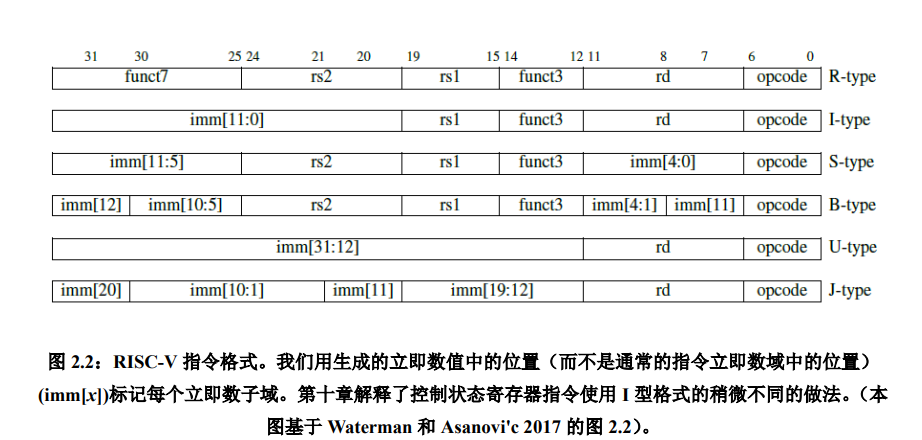 31 30 25 24 21 20 19 15 14 12 11 8 7 6 0
funct7 rs2 rs1 funct3 rd opcode R-type
imm[11:0] rs1 funct3 rd opcode I-type
imm[11:5] rs2 rs1 funct3 imm[4:0] opcode S-type
imm[12] imm[10:5] rs2 rs1 funct3 imm[4:1] imm[11] opcode B-type
imm[31:12] rd opcode U-type
imm[20] imm[10:1] imm[11] imm[19:12] rd opcode J-type
图 2.2：RISC-V 指令格式。我们用生成的立即数值中的位置（而不是通常的指令立即数域中的位置）
(imm[x])标记每个立即数子域。第十章解释了控制状态寄存器指令使用 I 型格式的稍微不同的做法。（本
图基于 Waterman 和 Asanovi'c 2017 的图 2.2）。